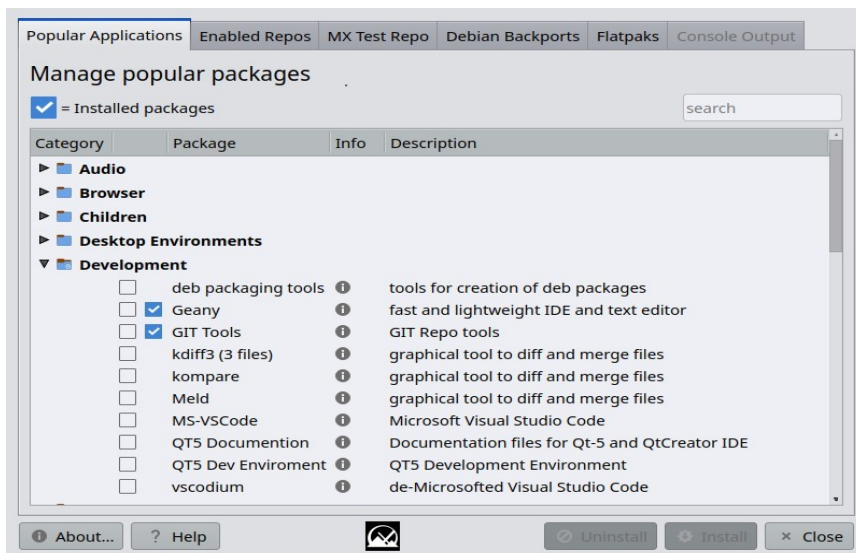 Popular Applications Enabled Repos MX Test Repo Debian Backports Flatpaks Console Output
Manage popular packages
= Installed packages search
Category Package Info Description
Audio
Browser
Children
Desktop Environments
Development
deb packaging tools tools for creation of deb packages
Geany fast and lightweight IDE and text editor
GIT Tools GIT Repo tools
kdiff3 (3 files) graphical tool to diff and merge files
kompare graphical tool to diff and merge files
Meld graphical tool to diff and merge files
MS-VSCode Microsoft Visual Studio Code
QT5 Documention Documentation files for Qt-5 and QtCreator IDE
QT5 Dev Enviroment QT5 Development Environment
vscodium de-Microsofted Visual Studio Code
About... ? Help Uninstall Install × Close